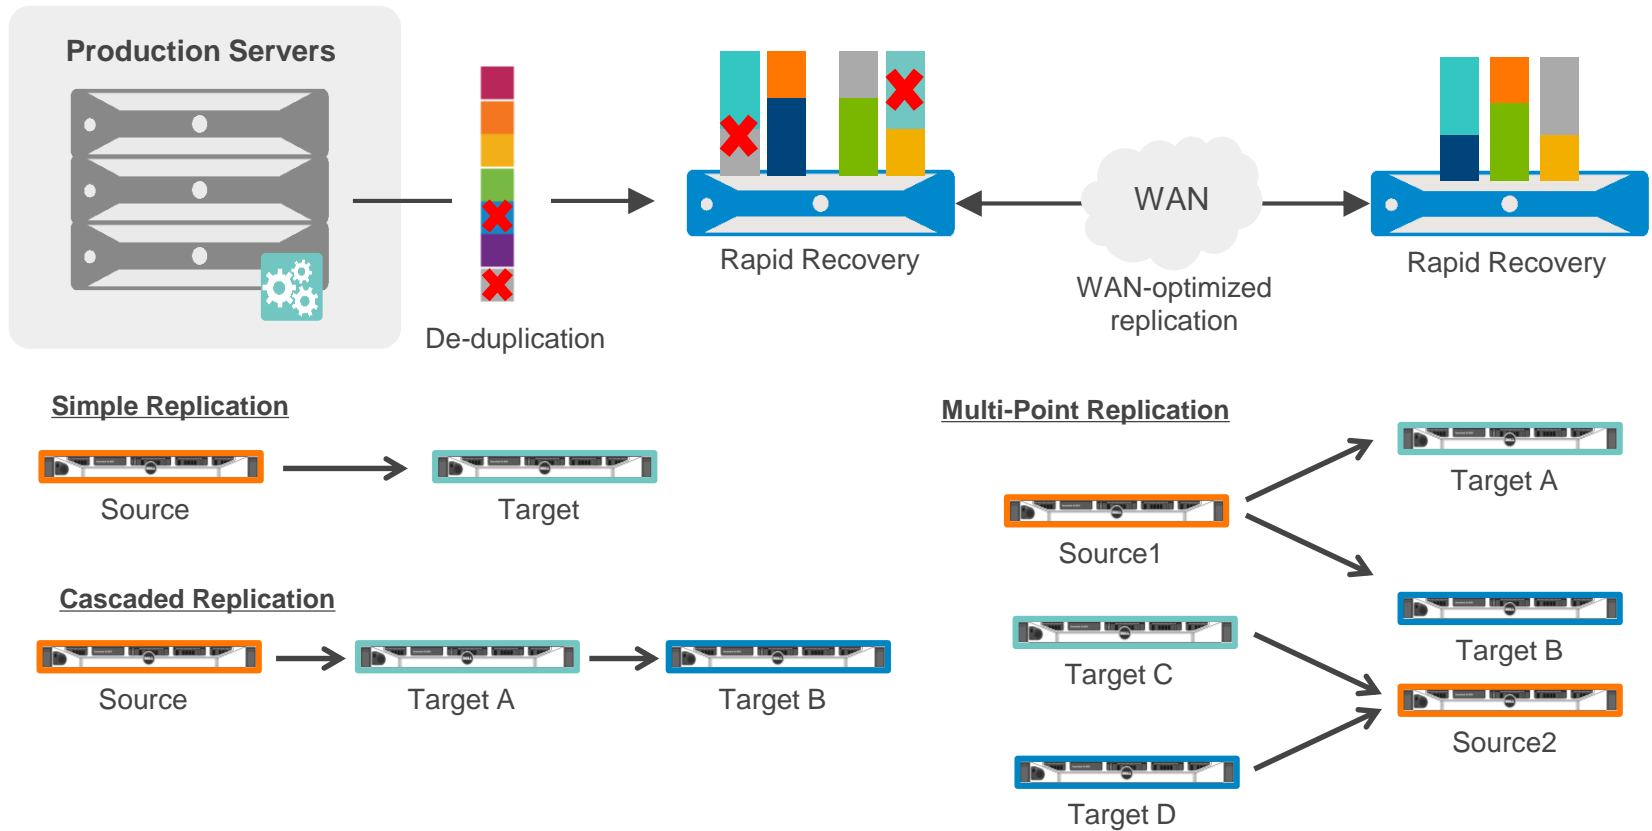 Production Servers
De-duplication
Rapid Recovery
WAN
WAN-optimized
replication
Rapid Recovery
Simple Replication
Source
Target
Cascaded Replication
Source
Target A
Target B
Multi-Point Replication
Source1
Target A
Target B
Target C
Target D
Source2